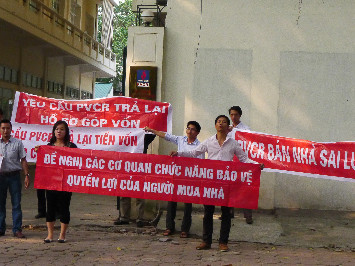 YÊU CẦU PVCR TRẢ LẠI
HỒ SƠ GÓP VỐN
CẦU PVCR TRẢ LẠI TIỀN VỐN
PVCR BÁN NHÀ SAI
ĐỀ NGHỊ CÁC CƠ QUAN CHỨC NĂNG BẢO VỆ
QUYỀN LỢI CỦA NGƯỜI MUA NHÀ